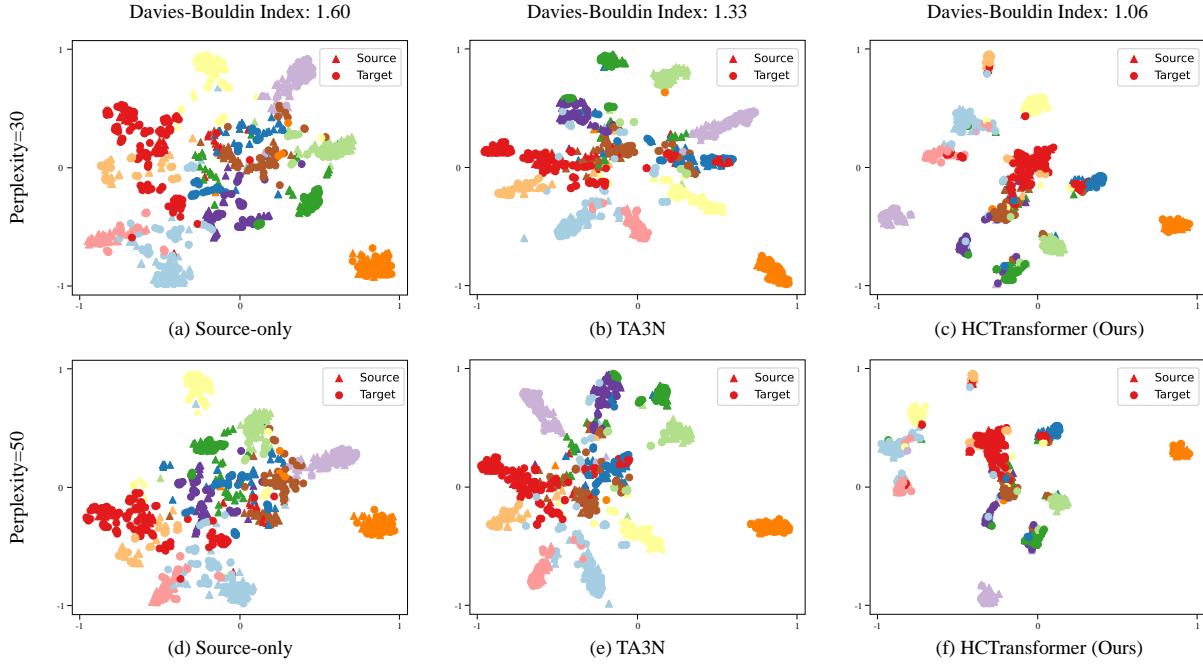 Davies-Bouldin Index: 1.60
Davies-Bouldin Index: 1.33
Davies-Bouldin Index: 1.06
Perplexity=30
1
0
-1
-1
0
1
Source
Target
(a) Source-only
1
0
-1
-1
0
1
Source
Target
(b) TA3N
1
0
-1
-1
0
1
Source
Target
(c) HCTransformer (Ours)
Perplexity=50
1
0
-1
-1
0
1
Source
Target
(d) Source-only
1
0
-1
-1
0
1
Source
Target
(e) TA3N
1
0
-1
-1
0
1
Source
Target
(f) HCTransformer (Ours)